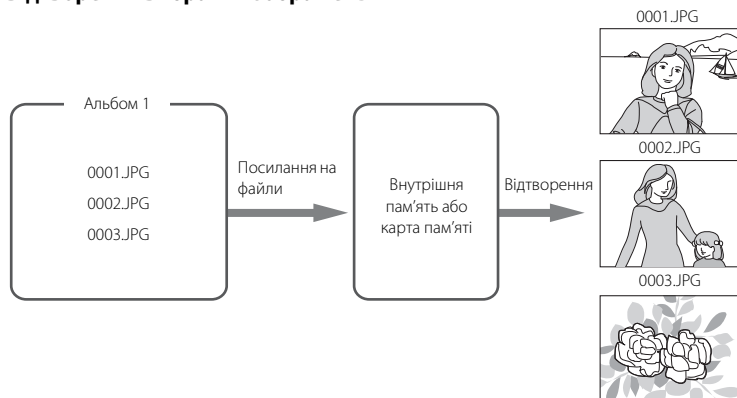 Альбом 1
0001.JPG
0002.JPG
0003.JPG
Посилання на
файли
Внутрішня
пам’ять або
карта пам’яті
Відтворення
0001.JPG
0002.JPG
0003.JPG